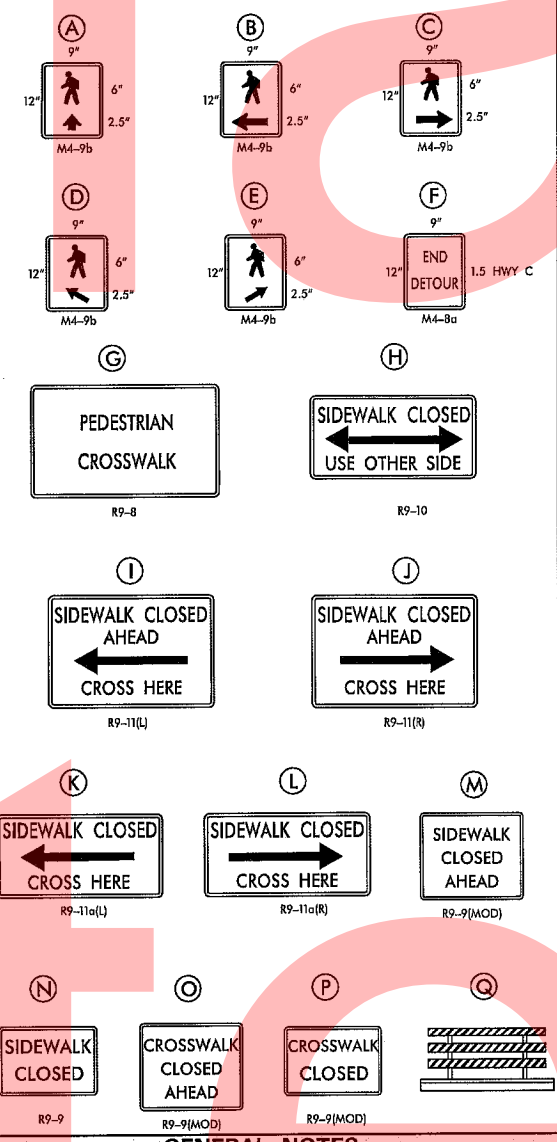 A B C
9" 9" 9"
12" 6" 12" 6" 12" 6"
2.5" 2.5" 2.5"
M4-9b M4-9b M4-9b
D E F
9" 9" 9"
12" 6" 12" 6" 12" END 1.5 HWY C
2.5" 2.5" DETOUR
M4-9b M4-9b M4-8a
G H
PEDESTRIAN
CROSSWALK
R9-8
SIDEWALK CLOSED
USE OTHER SIDE
R9-10
I J
SIDEWALK CLOSED
AHEAD
CROSS HERE
R9-11(L)
SIDEWALK CLOSED
AHEAD
CROSS HERE
R9-11(R)
K L M
SIDEWALK CLOSED
CROSS HERE
R9-11a(L)
SIDEWALK CLOSED
CROSS HERE
R9-11a(R)
SIDEWALK
CLOSED
AHEAD
R9-9(MOD)
N O P Q
SIDEWALK
CLOSED
R9-9
CROSSWALK
CLOSED
AHEAD
R9-9(MOD)
CROSSWALK
CLOSED
R9-9(MOD)
GENERAL NOTES